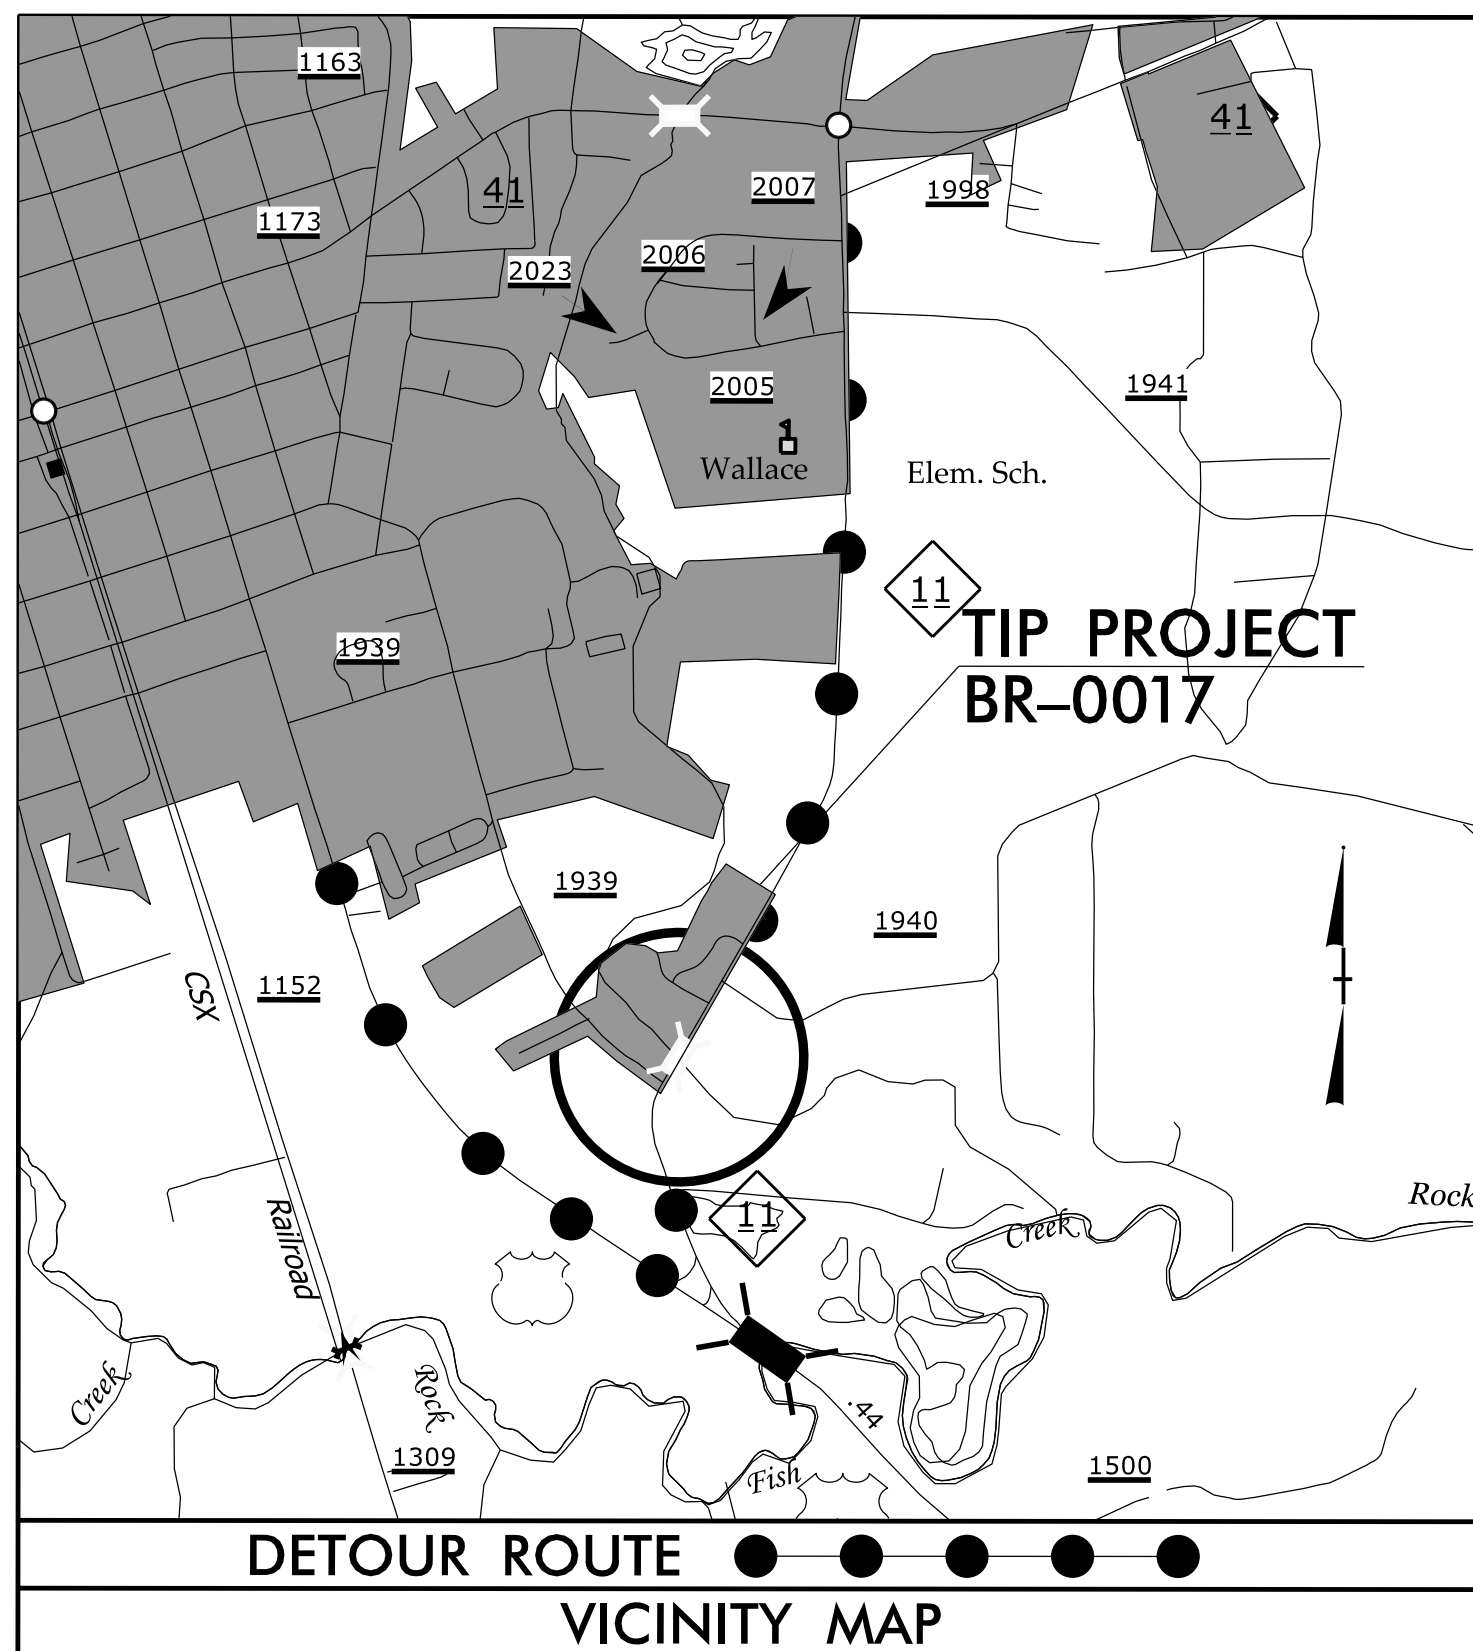 1163
41
41
2007
1998
1173
2006
2023
1941
2005
Wallace Elem. Sch.
11
TIP PROJECT
BR–0017
1939
1939
1940
1152
CSX
Railroad
Rock
Creek
11
Creek
Rock
.44
1309
Fish
1500
DETOUR ROUTE
VICINITY MAP